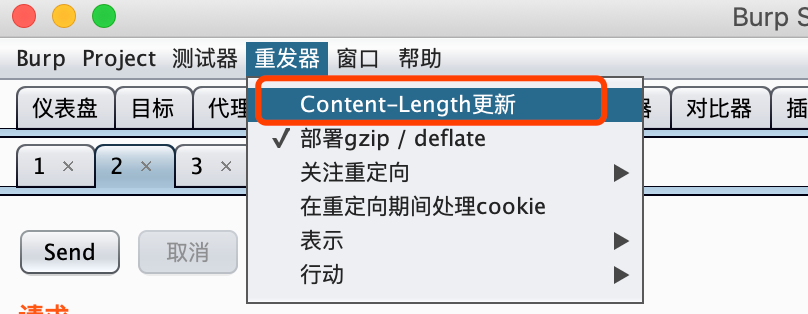 Burp S
Burp Project 测试器 重发器 窗口 帮助
仪表盘 目标 代理 器 对比器 插
Content-Length更新
✓ 部署gzip / deflate
1 × 2 × 3
关注重定向
在重定向期间处理cookie
Send 取消
表示
行动
请求